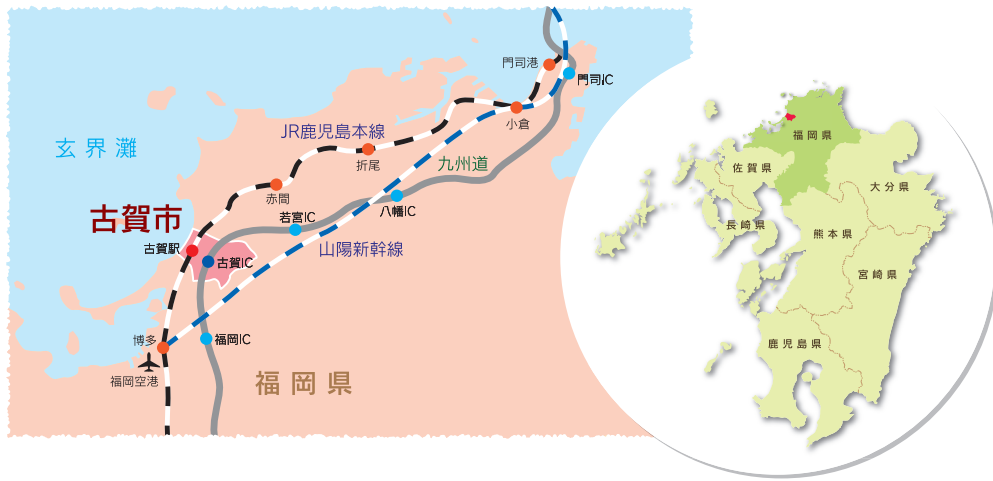 門司港
門司IC
小倉
JR鹿児島本線
玄界灘
折尾
九州道
赤間
八幡IC
古賀市
若宮IC
古賀駅
山陽新幹線
古賀IC
博多
福岡IC
福岡空港
福岡県
福岡県
佐賀県
大分県
長崎県
熊本県
宮崎県
鹿児島県